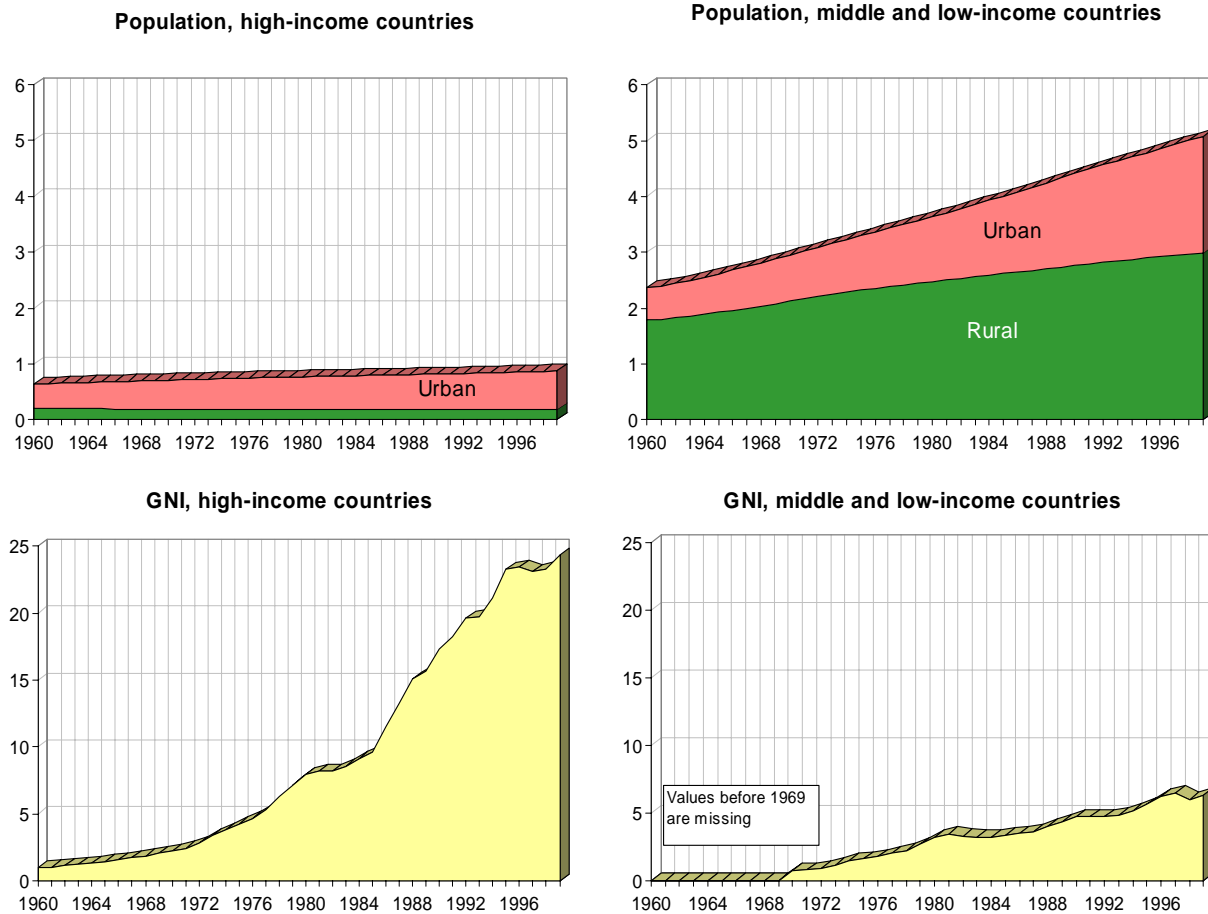 Population, high-income countries
6
5
4
3
2
1
0
Urban
1960 1964 1968 1972 1976 1980 1984 1988 1992 1996
Population, middle and low-income countries
6
5
4
3
2
1
0
Urban
Rural
1960 1964 1968 1972 1976 1980 1984 1988 1992 1996
GNI, high-income countries
25
20
15
10
5
0
1960 1964 1968 1972 1976 1980 1984 1988 1992 1996
GNI, middle and low-income countries
25
20
15
10
5
0
Values before 1969
are missing
1960 1964 1968 1972 1976 1980 1984 1988 1992 1996